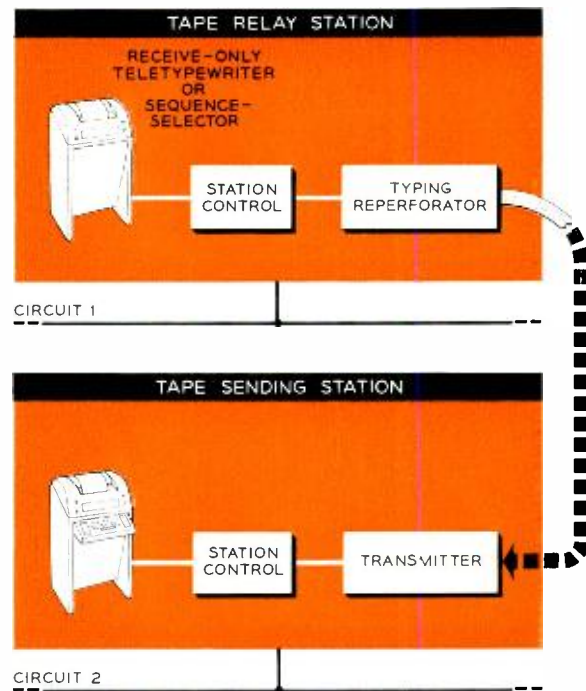 TAPE RELAY STATION
RECEIVE-ONLY
TELETYPEWRITER
OR
SEQUENCE-
SELECTOR
STATION
CONTROL
TYPING
REPERFORATOR
CIRCUIT 1
TAPE SENDING STATION
STATION
CONTROL
TRANSMITTER
CIRCUIT 2